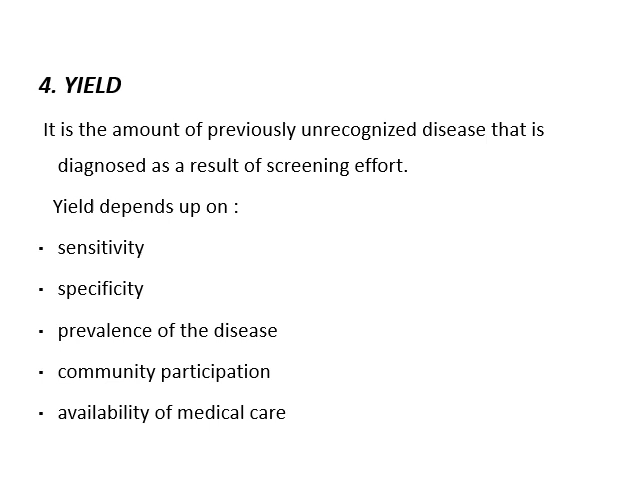 4. YIELD
It is the amount of previously unrecognized disease that is
diagnosed as a result of screening effort.
Yield depends up on :
▪ sensitivity
▪ specificity
▪ prevalence of the disease
▪ community participation
▪ availability of medical care